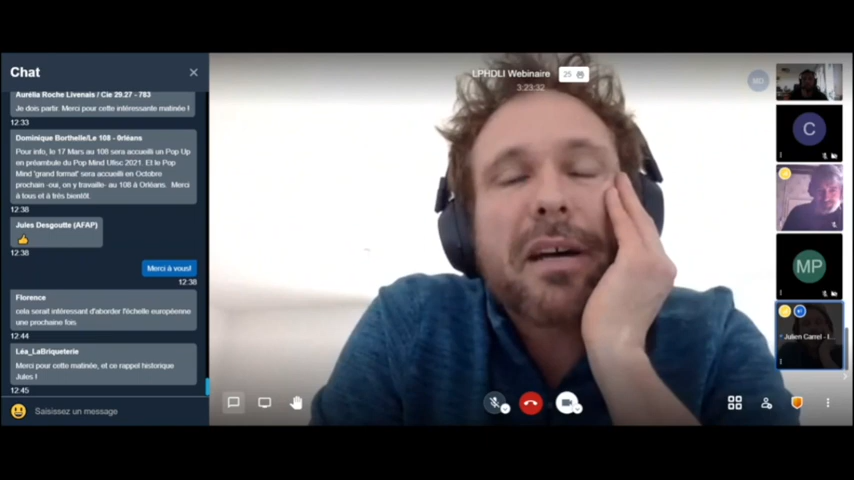 Chat
Aurélia Roche Livenais / Cie 29.27 - 783
Je dois partir. Merci pour cette intéressante matinée !
12:33
Dominique Borthelle/Le 108 - 0rléans
Pour info, le 17 Mars au 108 sera accueilli un Pop Up
en préambule du Pop Mind Ufisc 2021. Et le Pop
Mind 'grand format' sera accueilli en Octobre
prochain -oui, on y travaille- au 108 à Orléans. Merci
à tous et à très bientôt.
12:38
Jules Desgoutte (AFAP)
12:38
Merci à vous!
12:38
Florence
cela serait intéressant d'aborder l'échelle européenne
une prochaine fois
12:44
Léa_LaBriqueterie
Merci pour cette matinée, et ce rappel historique
Jules !
12:45
Saisissez un message
LPHDLI Webinaire
25
3:23:32
MD
C
MP
Julien Carrel - I...